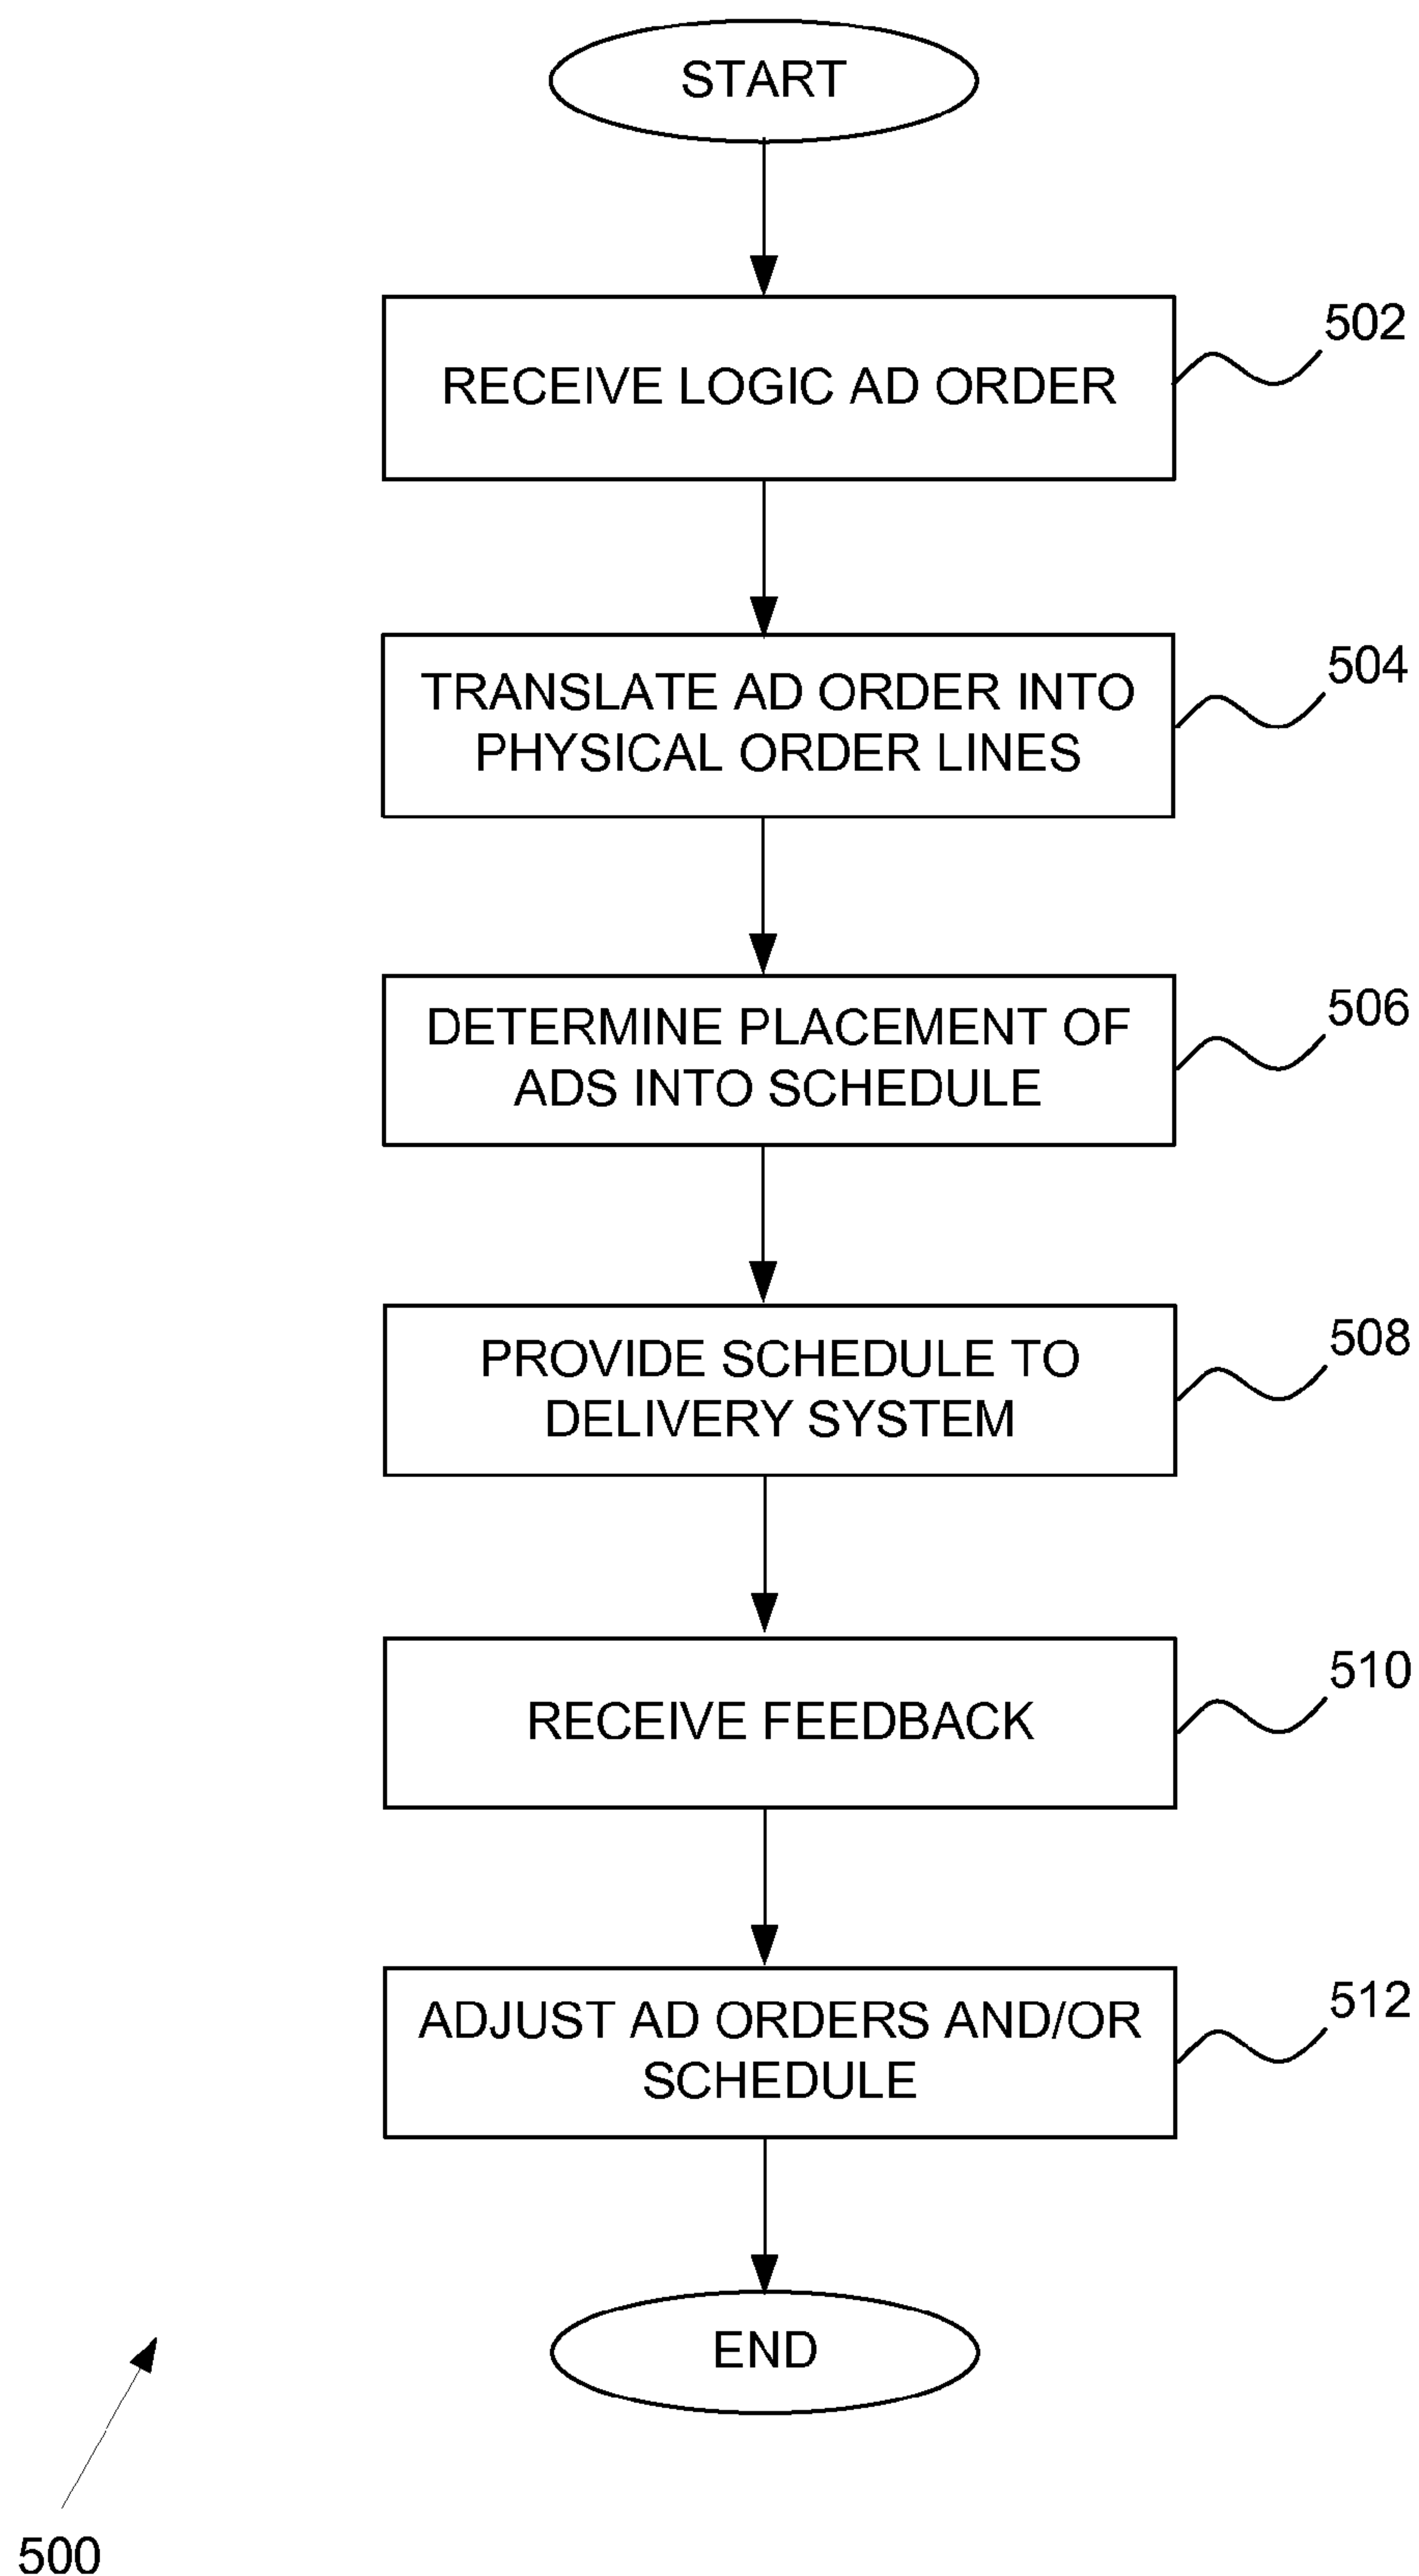 START
RECEIVE LOGIC AD ORDER
502
TRANSLATE AD ORDER INTO
PHYSICAL ORDER LINES
504
DETERMINE PLACEMENT OF
ADS INTO SCHEDULE
506
PROVIDE SCHEDULE TO
DELIVERY SYSTEM
508
RECEIVE FEEDBACK
510
ADJUST AD ORDERS AND/OR
SCHEDULE
512
END
500